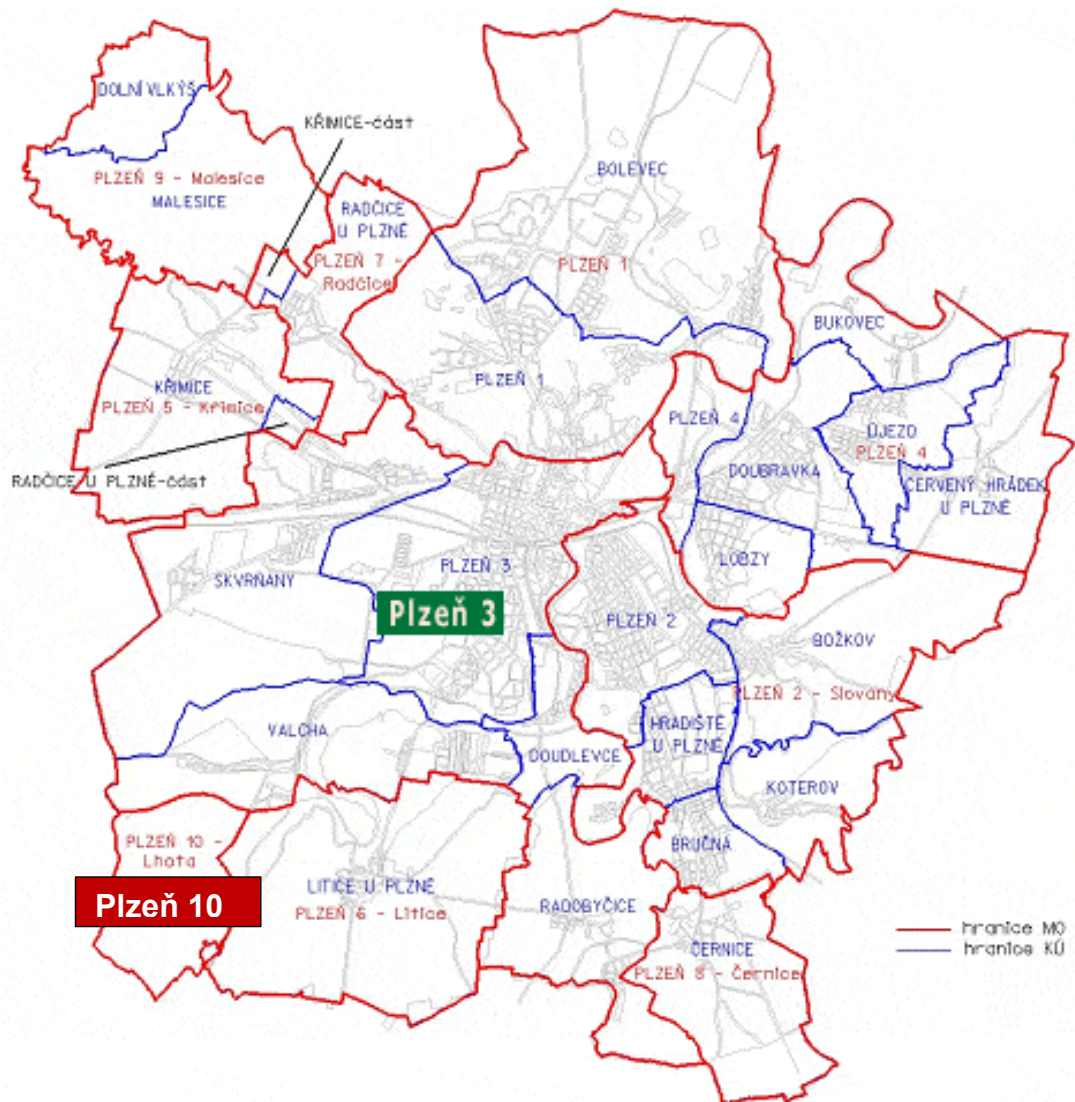 DOLNÍ VLKÝŠ
KŘIMICE-část
PLZEŇ 9 - Malesice
MALESICE
BOLEVEC
RADČICE
U PLZNĚ
PLZEŇ 7 -
Radčice
PLZEŇ 1
BUKOVEC
PLZEŇ 1
KŘIMICE
PLZEŇ 5 - Křimice
PLZEŇ 4
ÚJEZD
PLZEŇ 4
DOUBRAVKA
RADČICE U PLZNĚ-část
ČERVENÝ HRÁDEK
U PLZNĚ
SKVRŇANY
PLZEŇ 3
LOBZY
Plzeň 3
PLZEŇ 2
BOŽKOV
PLZEŇ 2 - Slovany
VALCHA
HRADIŠTĚ
U PLZNĚ
DOUDLEVCE
KOTEROV
PLZEŇ 10 -
Lhota
BRUČNÁ
Plzeň 10
LITICE U PLZNĚ
PLZEŇ 6 - Litice
RADOBYČICE
ČERNICE
PLZEŇ 8 - Černice
hranice MO
hranice KÚ